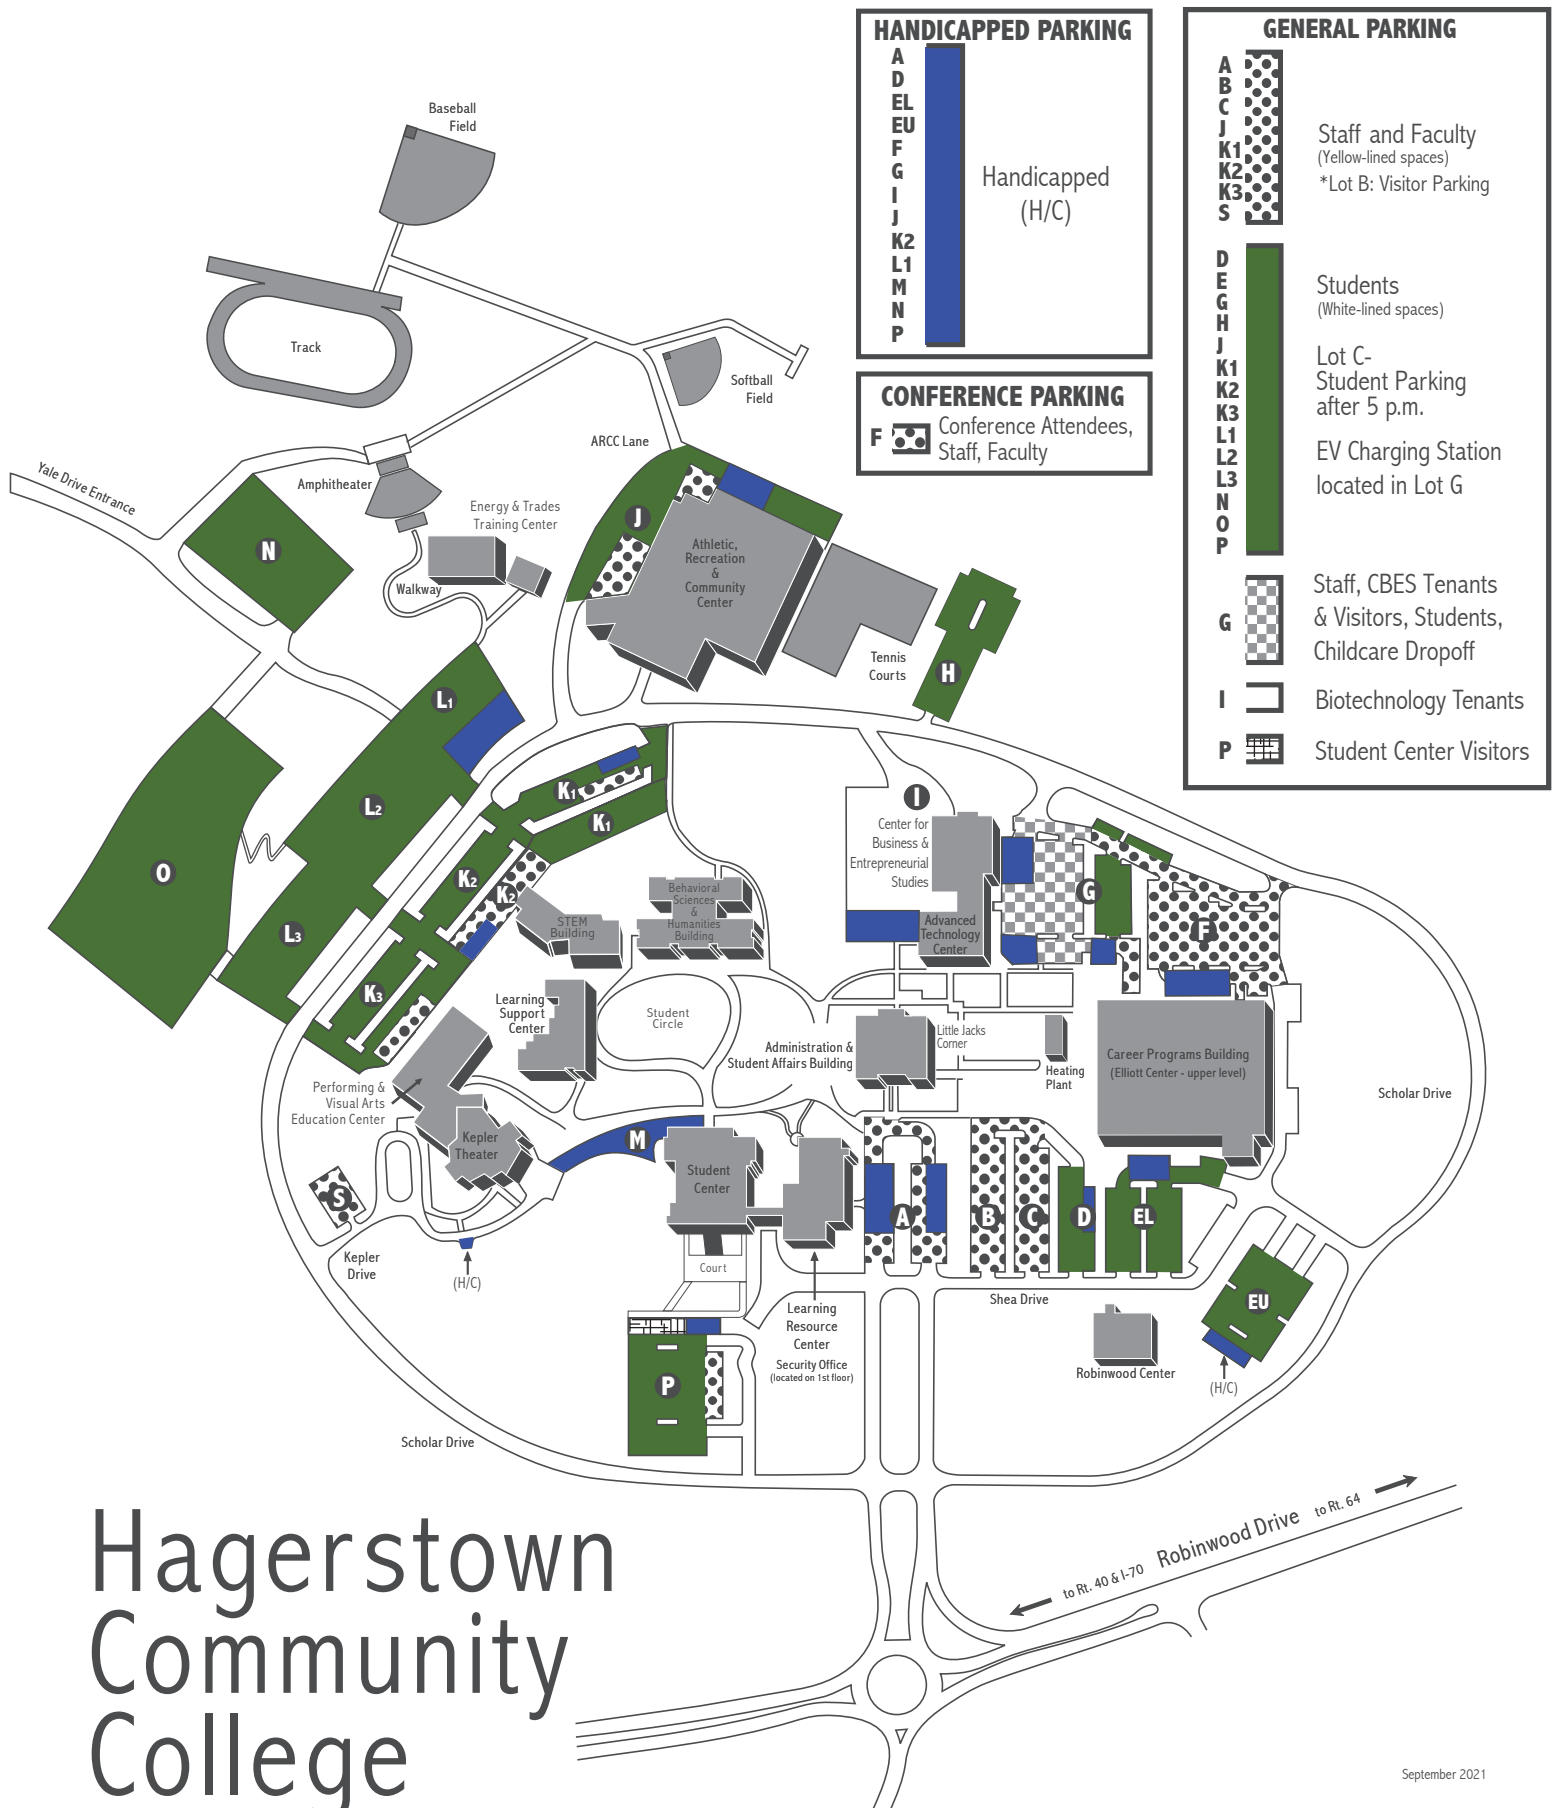 HANDICAPPED PARKING
A
D
EL
EU
F
G
I
J
K2
L1
M
N
P
Handicapped
(H/C)
CONFERENCE PARKING
F
Conference Attendees,
Staff, Faculty
GENERAL PARKING
A
B
C
J
K1
K2
K3
S
Staff and Faculty
(Yellow-lined spaces)
*Lot B: Visitor Parking
D
E
G
H
J
K1
K2
K3
L1
L2
L3
N
O
P
Students
(White-lined spaces)
Lot C-
Student Parking
after 5 p.m.
EV Charging Station
located in Lot G
G
Staff, CBES Tenants
& Visitors, Students,
Childcare Dropoff
I
Biotechnology Tenants
P
Student Center Visitors
Baseball
Field
Track
Softball
Field
ARCC Lane
Yale Drive Entrance
Amphitheater
Energy & Trades
Training Center
Walkway
N
J
Athletic,
Recreation
&
Community
Center
Tennis
Courts
H
L1
L2
L3
O
K1
K1
K2
K2
K3
I
Center for
Business &
Entrepreneurial
Studies
Advanced
Technology
Center
G
F
Behavioral
Sciences
&
Humanities
Building
STEM
Building
Learning
Support
Center
Student
Circle
Administration &
Student Affairs Building
Little Jacks
Corner
Heating
Plant
Career Programs Building
(Elliott Center - upper level)
Scholar Drive
Performing &
Visual Arts
Education Center
Kepler
Theater
M
Student
Center
S
A
B
C
D
EL
Kepler
Drive
(H/C)
Court
Shea Drive
EU
Learning
Resource
Center
Security Office
(located on 1st floor)
Robinwood Center
(H/C)
P
Scholar Drive
to Rt. 40 & I-70
Robinwood Drive
to Rt. 64
Hagerstown
Community
College
September 2021